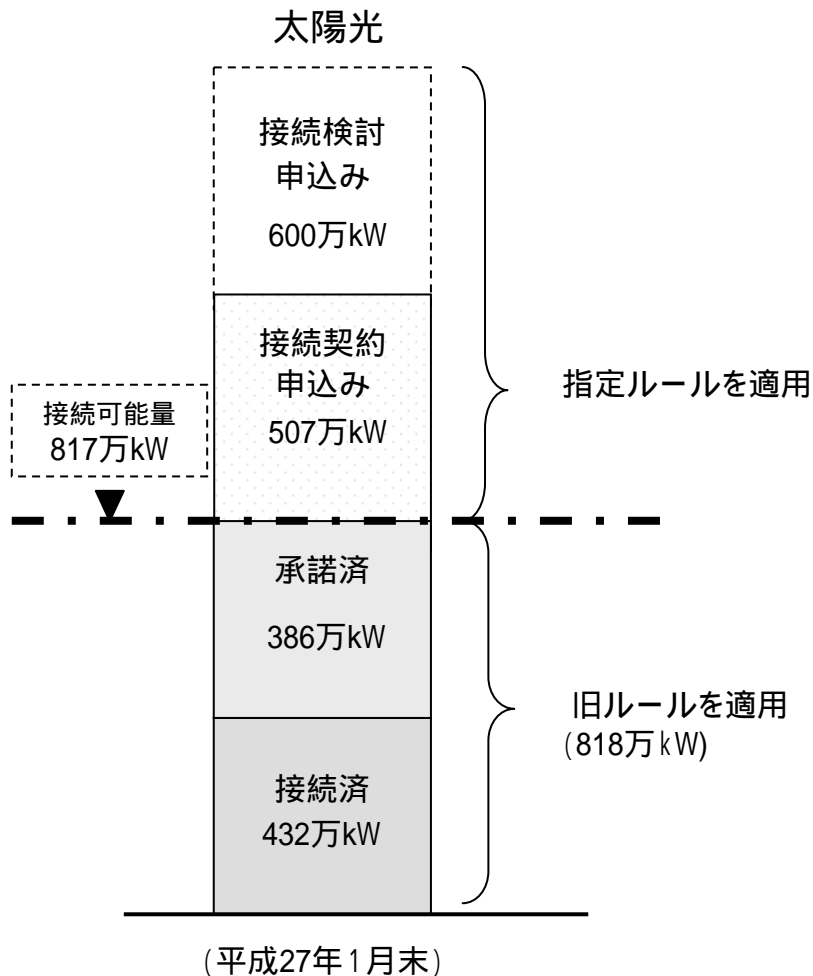 太陽光
接続検討
申込み
600万kW
接続契約
申込み
507万kW
指定ルールを適用
接続可能量
817万kW
承諾済
386万kW
旧ルールを適用
(818万kW)
接続済
432万kW
(平成27年1月末)